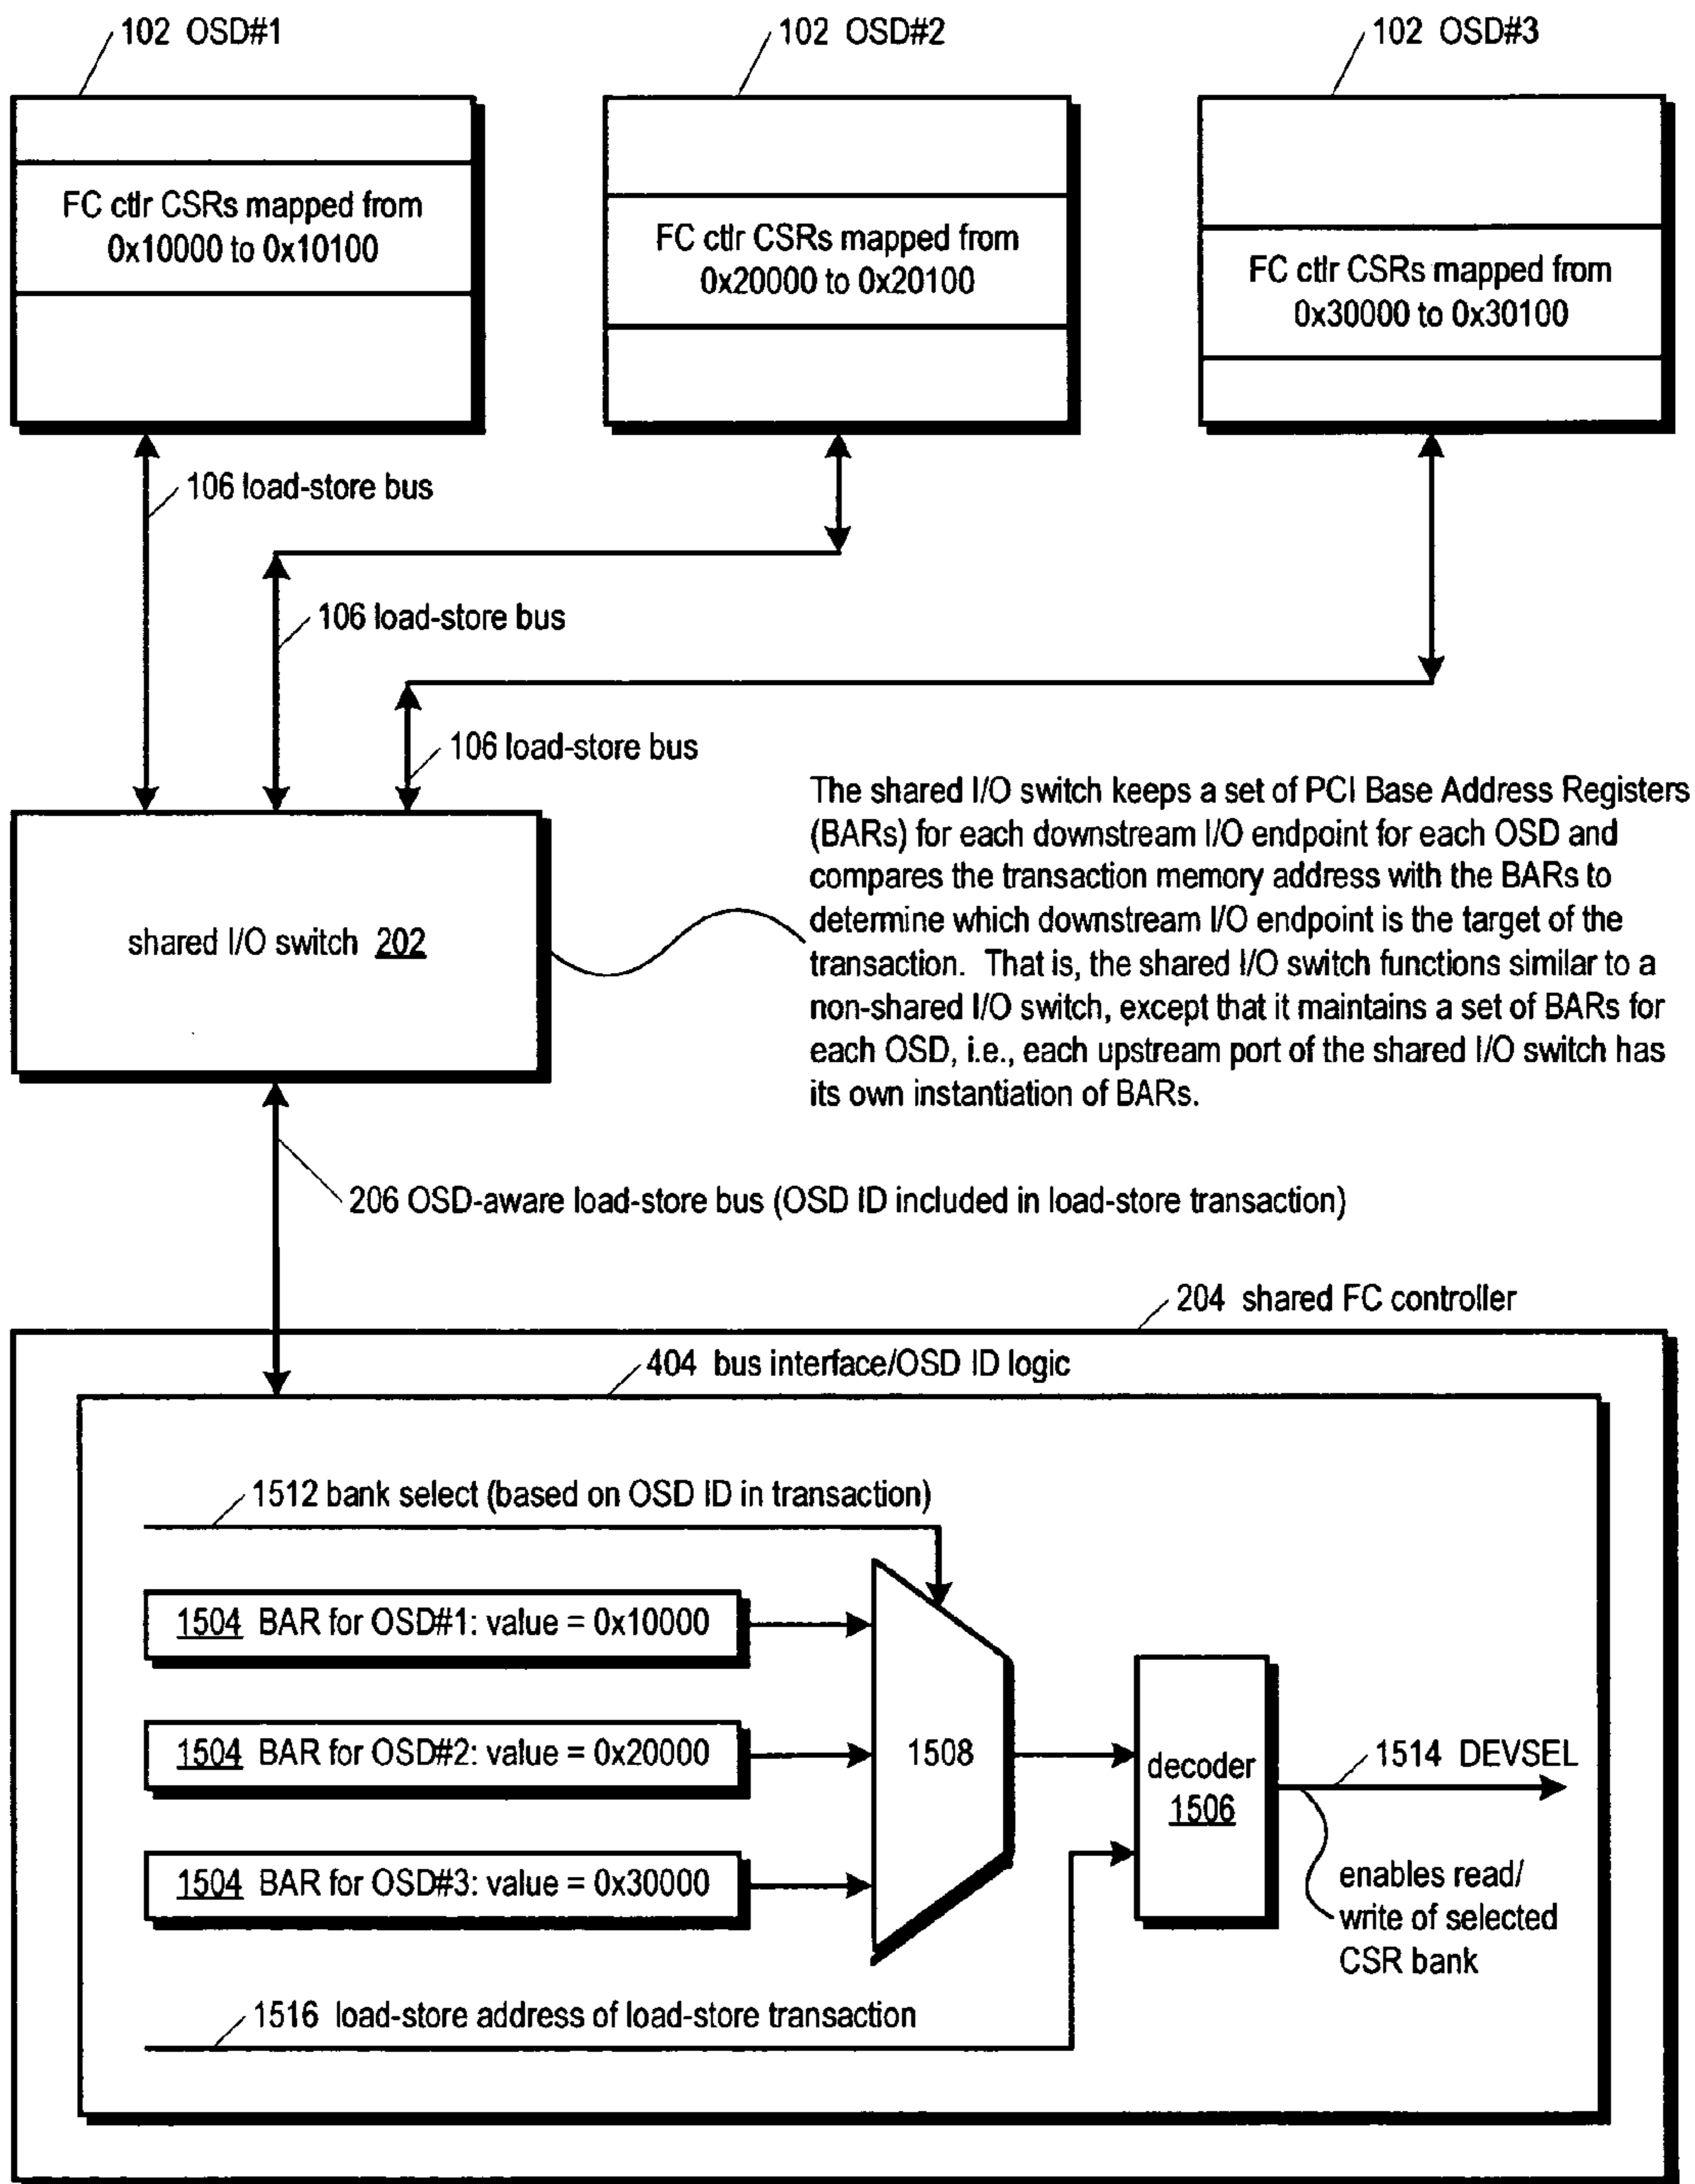 102 OSD#1
102 OSD#2
102 OSD#3
FC ctlr CSRs mapped from
0x10000 to 0x10100
FC ctlr CSRs mapped from
0x20000 to 0x20100
FC ctlr CSRs mapped from
0x30000 to 0x30100
106 load-store bus
106 load-store bus
106 load-store bus
shared I/O switch 202
The shared I/O switch keeps a set of PCI Base Address Registers
(BARs) for each downstream I/O endpoint for each OSD and
compares the transaction memory address with the BARs to
determine which downstream I/O endpoint is the target of the
transaction. That is, the shared I/O switch functions similar to a
non-shared I/O switch, except that it maintains a set of BARs for
each OSD, i.e., each upstream port of the shared I/O switch has
its own instantiation of BARs.
206 OSD-aware load-store bus (OSD ID included in load-store transaction)
204 shared FC controller
404 bus interface/OSD ID logic
1512 bank select (based on OSD ID in transaction)
1504 BAR for OSD#1: value = 0x10000
1504 BAR for OSD#2: value = 0x20000
1504 BAR for OSD#3: value = 0x30000
1508
decoder
1506
1514 DEVSEL
enables read/
write of selected
CSR bank
1516 load-store address of load-store transaction